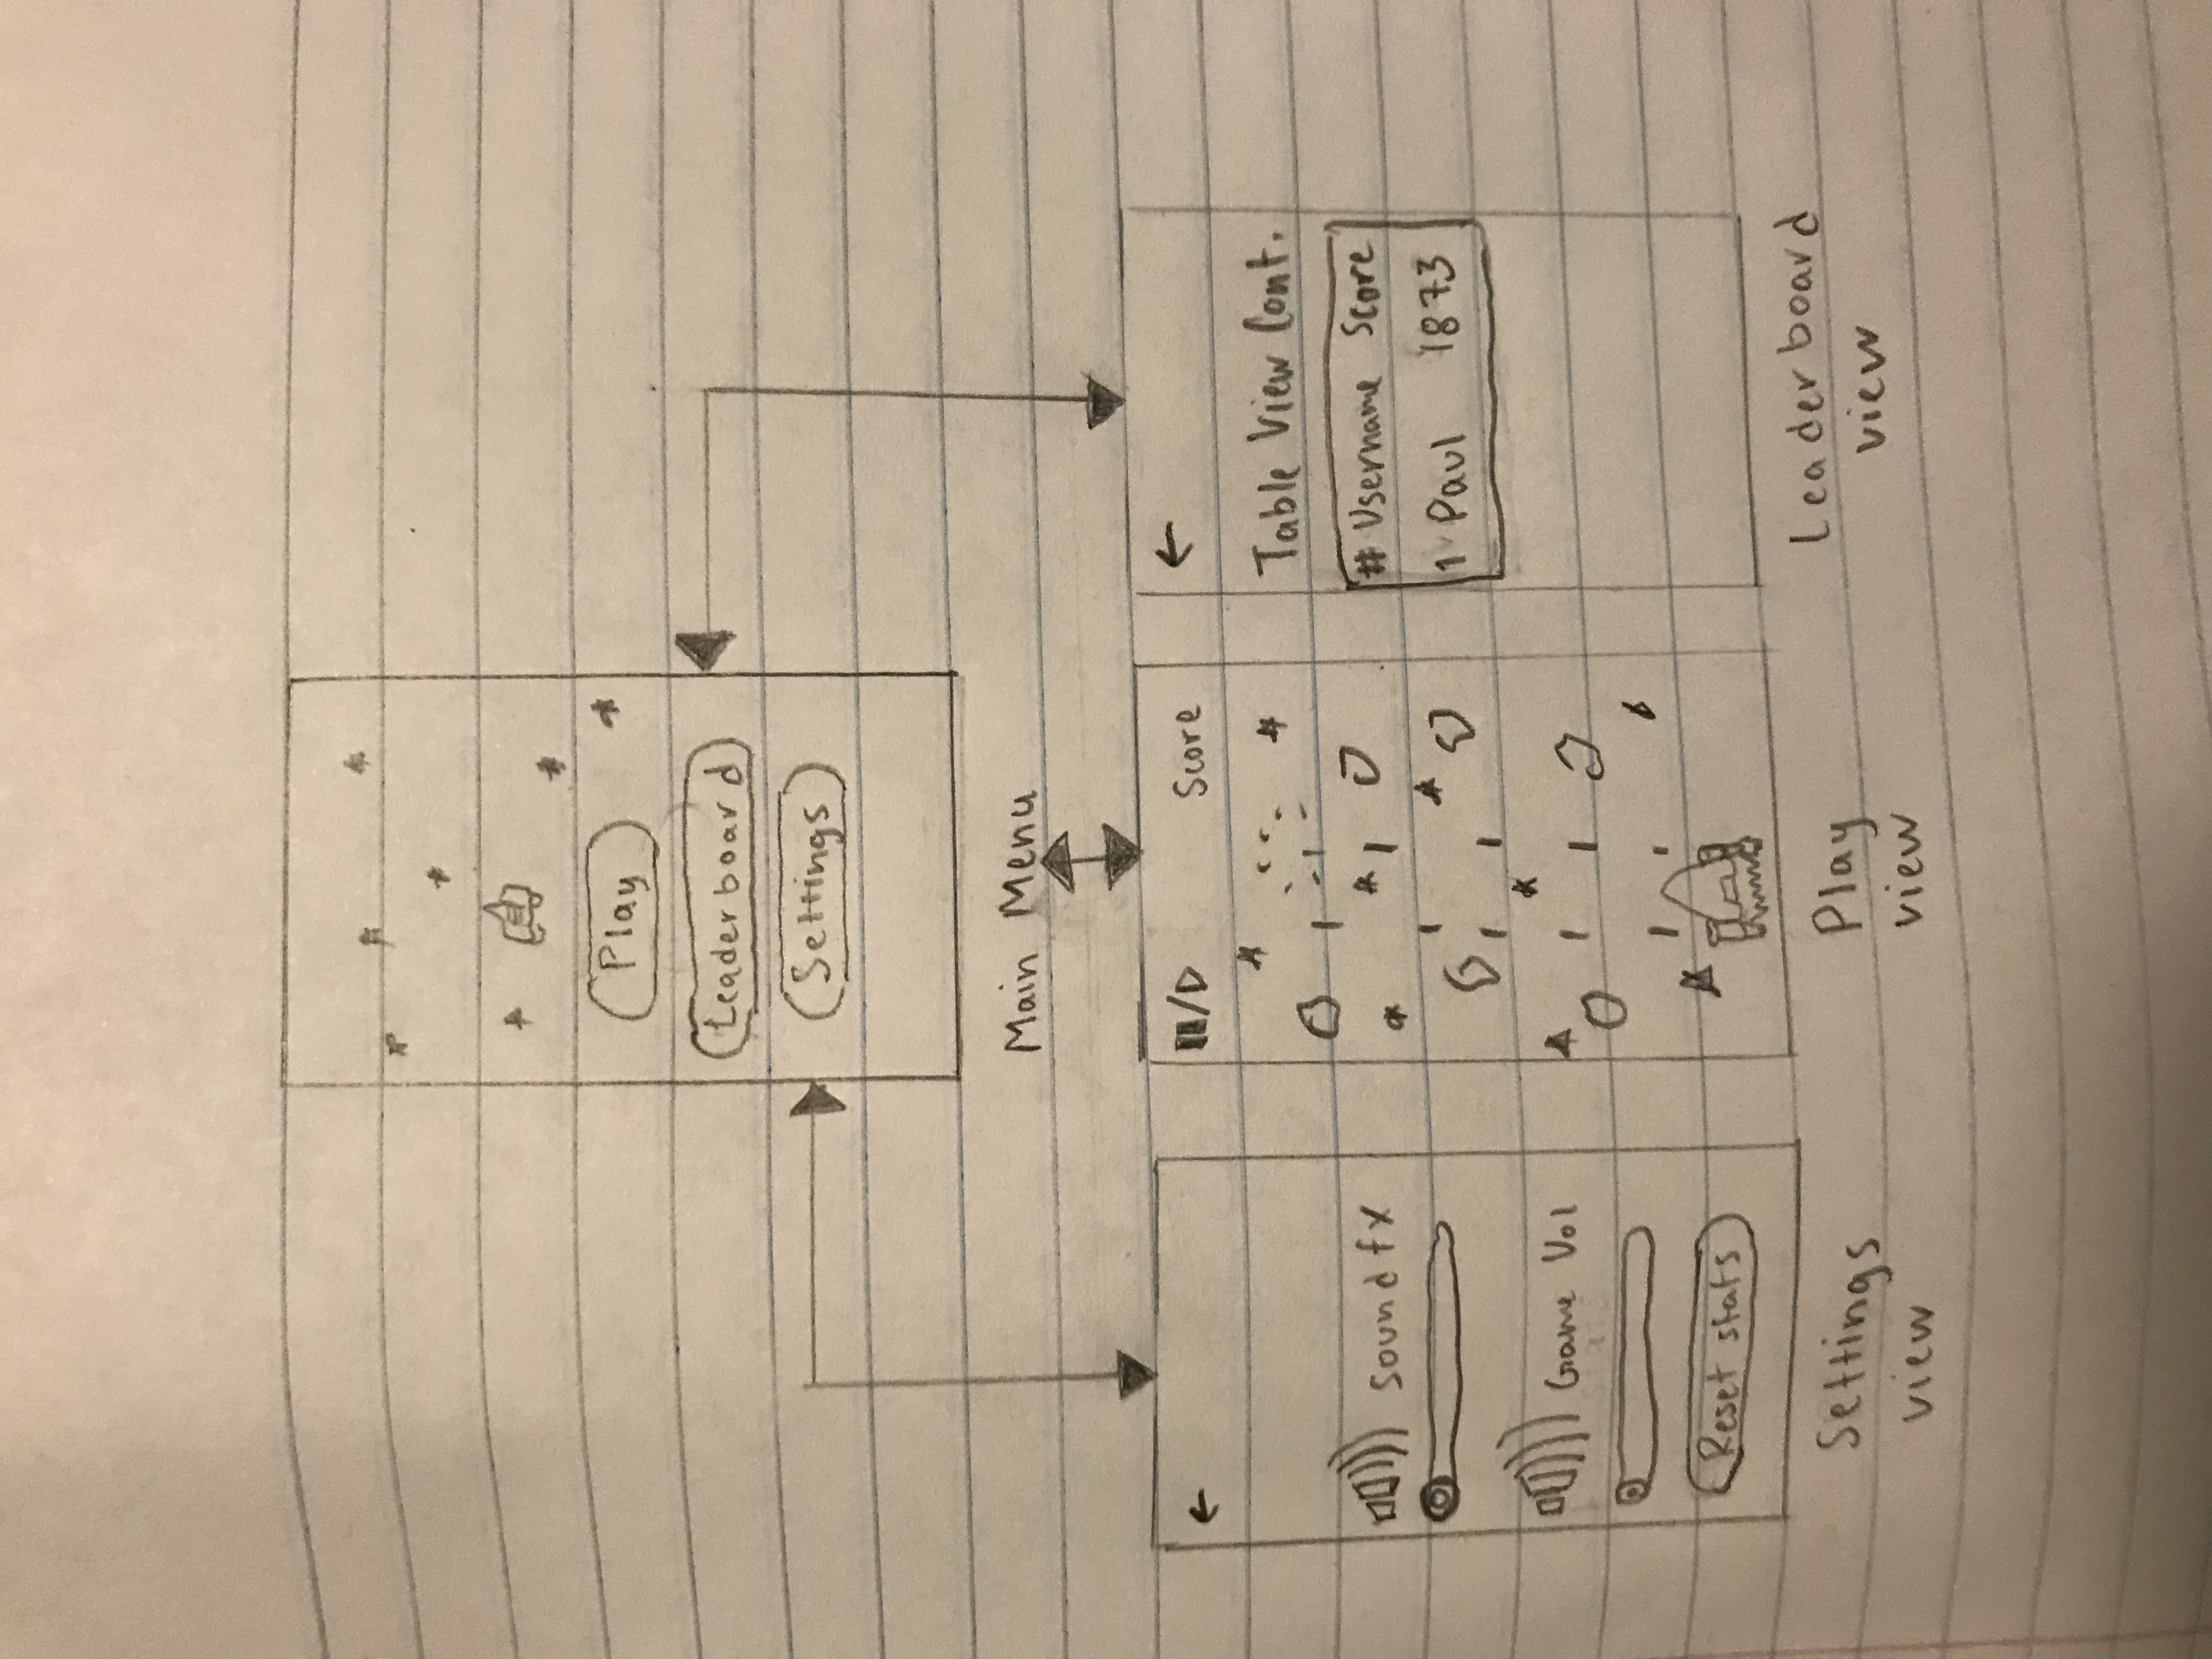 Play
Leaderboard
Settings
Main Menu
Score
Sound fX
Game Vol
Reset stats
Table View Cont.
# Username Score
1 Paul 1873
Settings
view
Play
view
Leaderboard
view